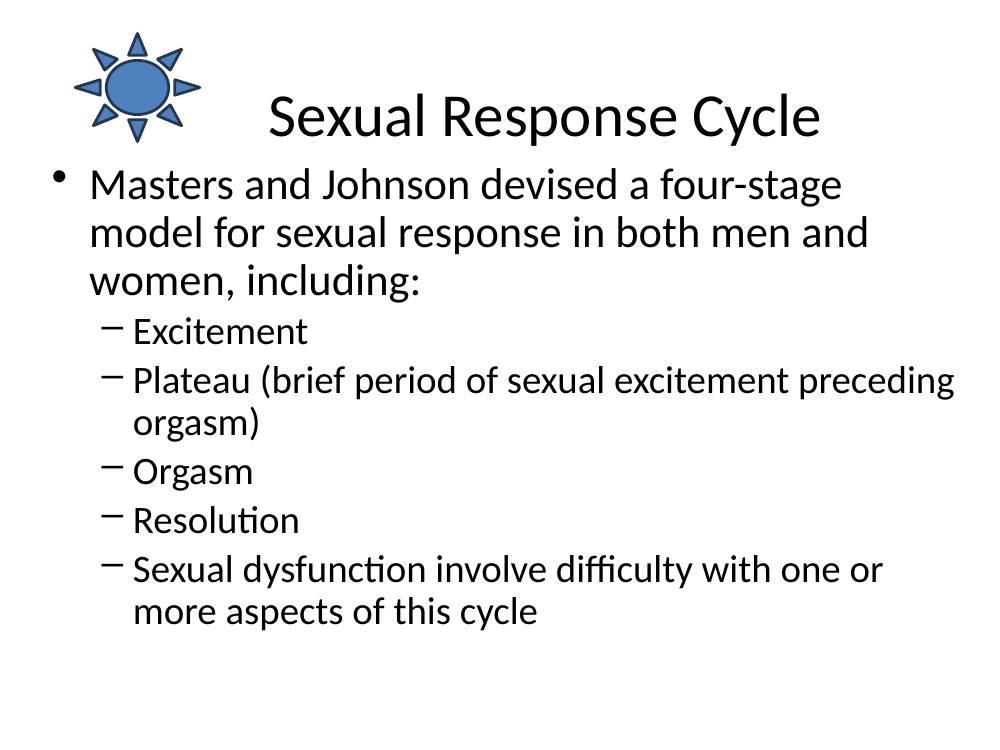 Sexual Response Cycle
• Masters and Johnson devised a four-stage
model for sexual response in both men and
women, including:
– Excitement
– Plateau (brief period of sexual excitement preceding
orgasm)
– Orgasm
– Resolution
– Sexual dysfunction involve difficulty with one or
more aspects of this cycle